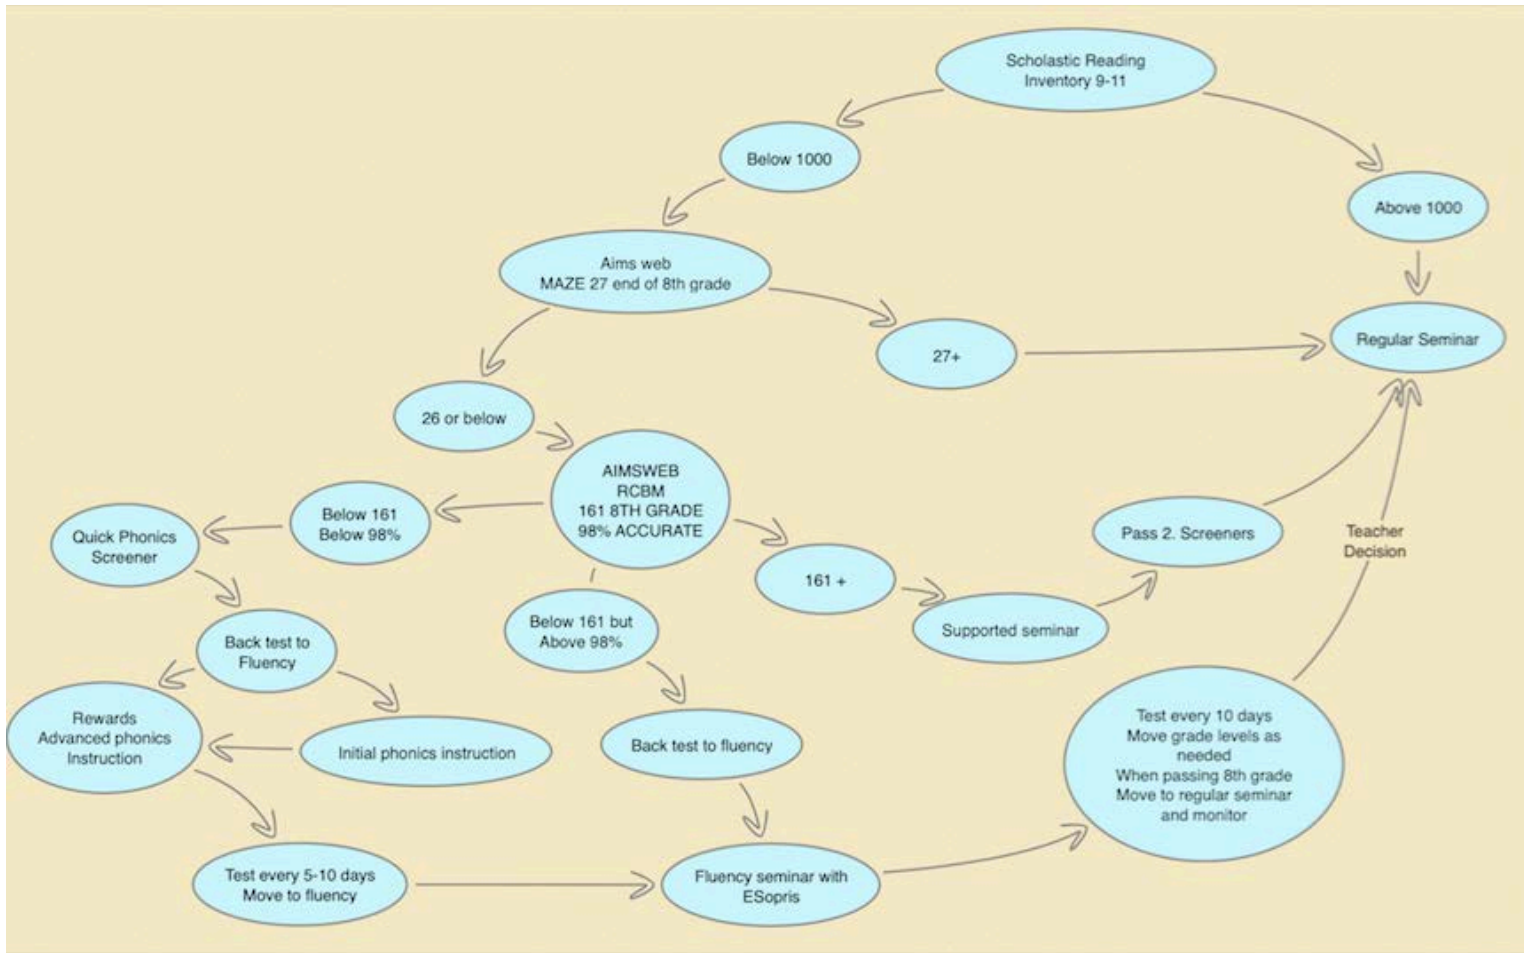 Scholastic Reading
Inventory 9-11
Below 1000
Above 1000
Aims web
MAZE 27 end of 8th grade
27+
Regular Seminar
26 or below
AIMSWEB
RCBM
161 8TH GRADE
98% ACCURATE
Below 161
Below 98%
Quick Phonics
Screener
161 +
Pass 2. Screeners
Teacher
Decision
Below 161 but
Above 98%
Supported seminar
Back test to
Fluency
Rewards
Advanced phonics
Instruction
Initial phonics instruction
Back test to fluency
Test every 10 days
Move grade levels as
needed
When passing 8th grade
Move to regular seminar
and monitor
Test every 5-10 days
Move to fluency
Fluency seminar with
ESopris